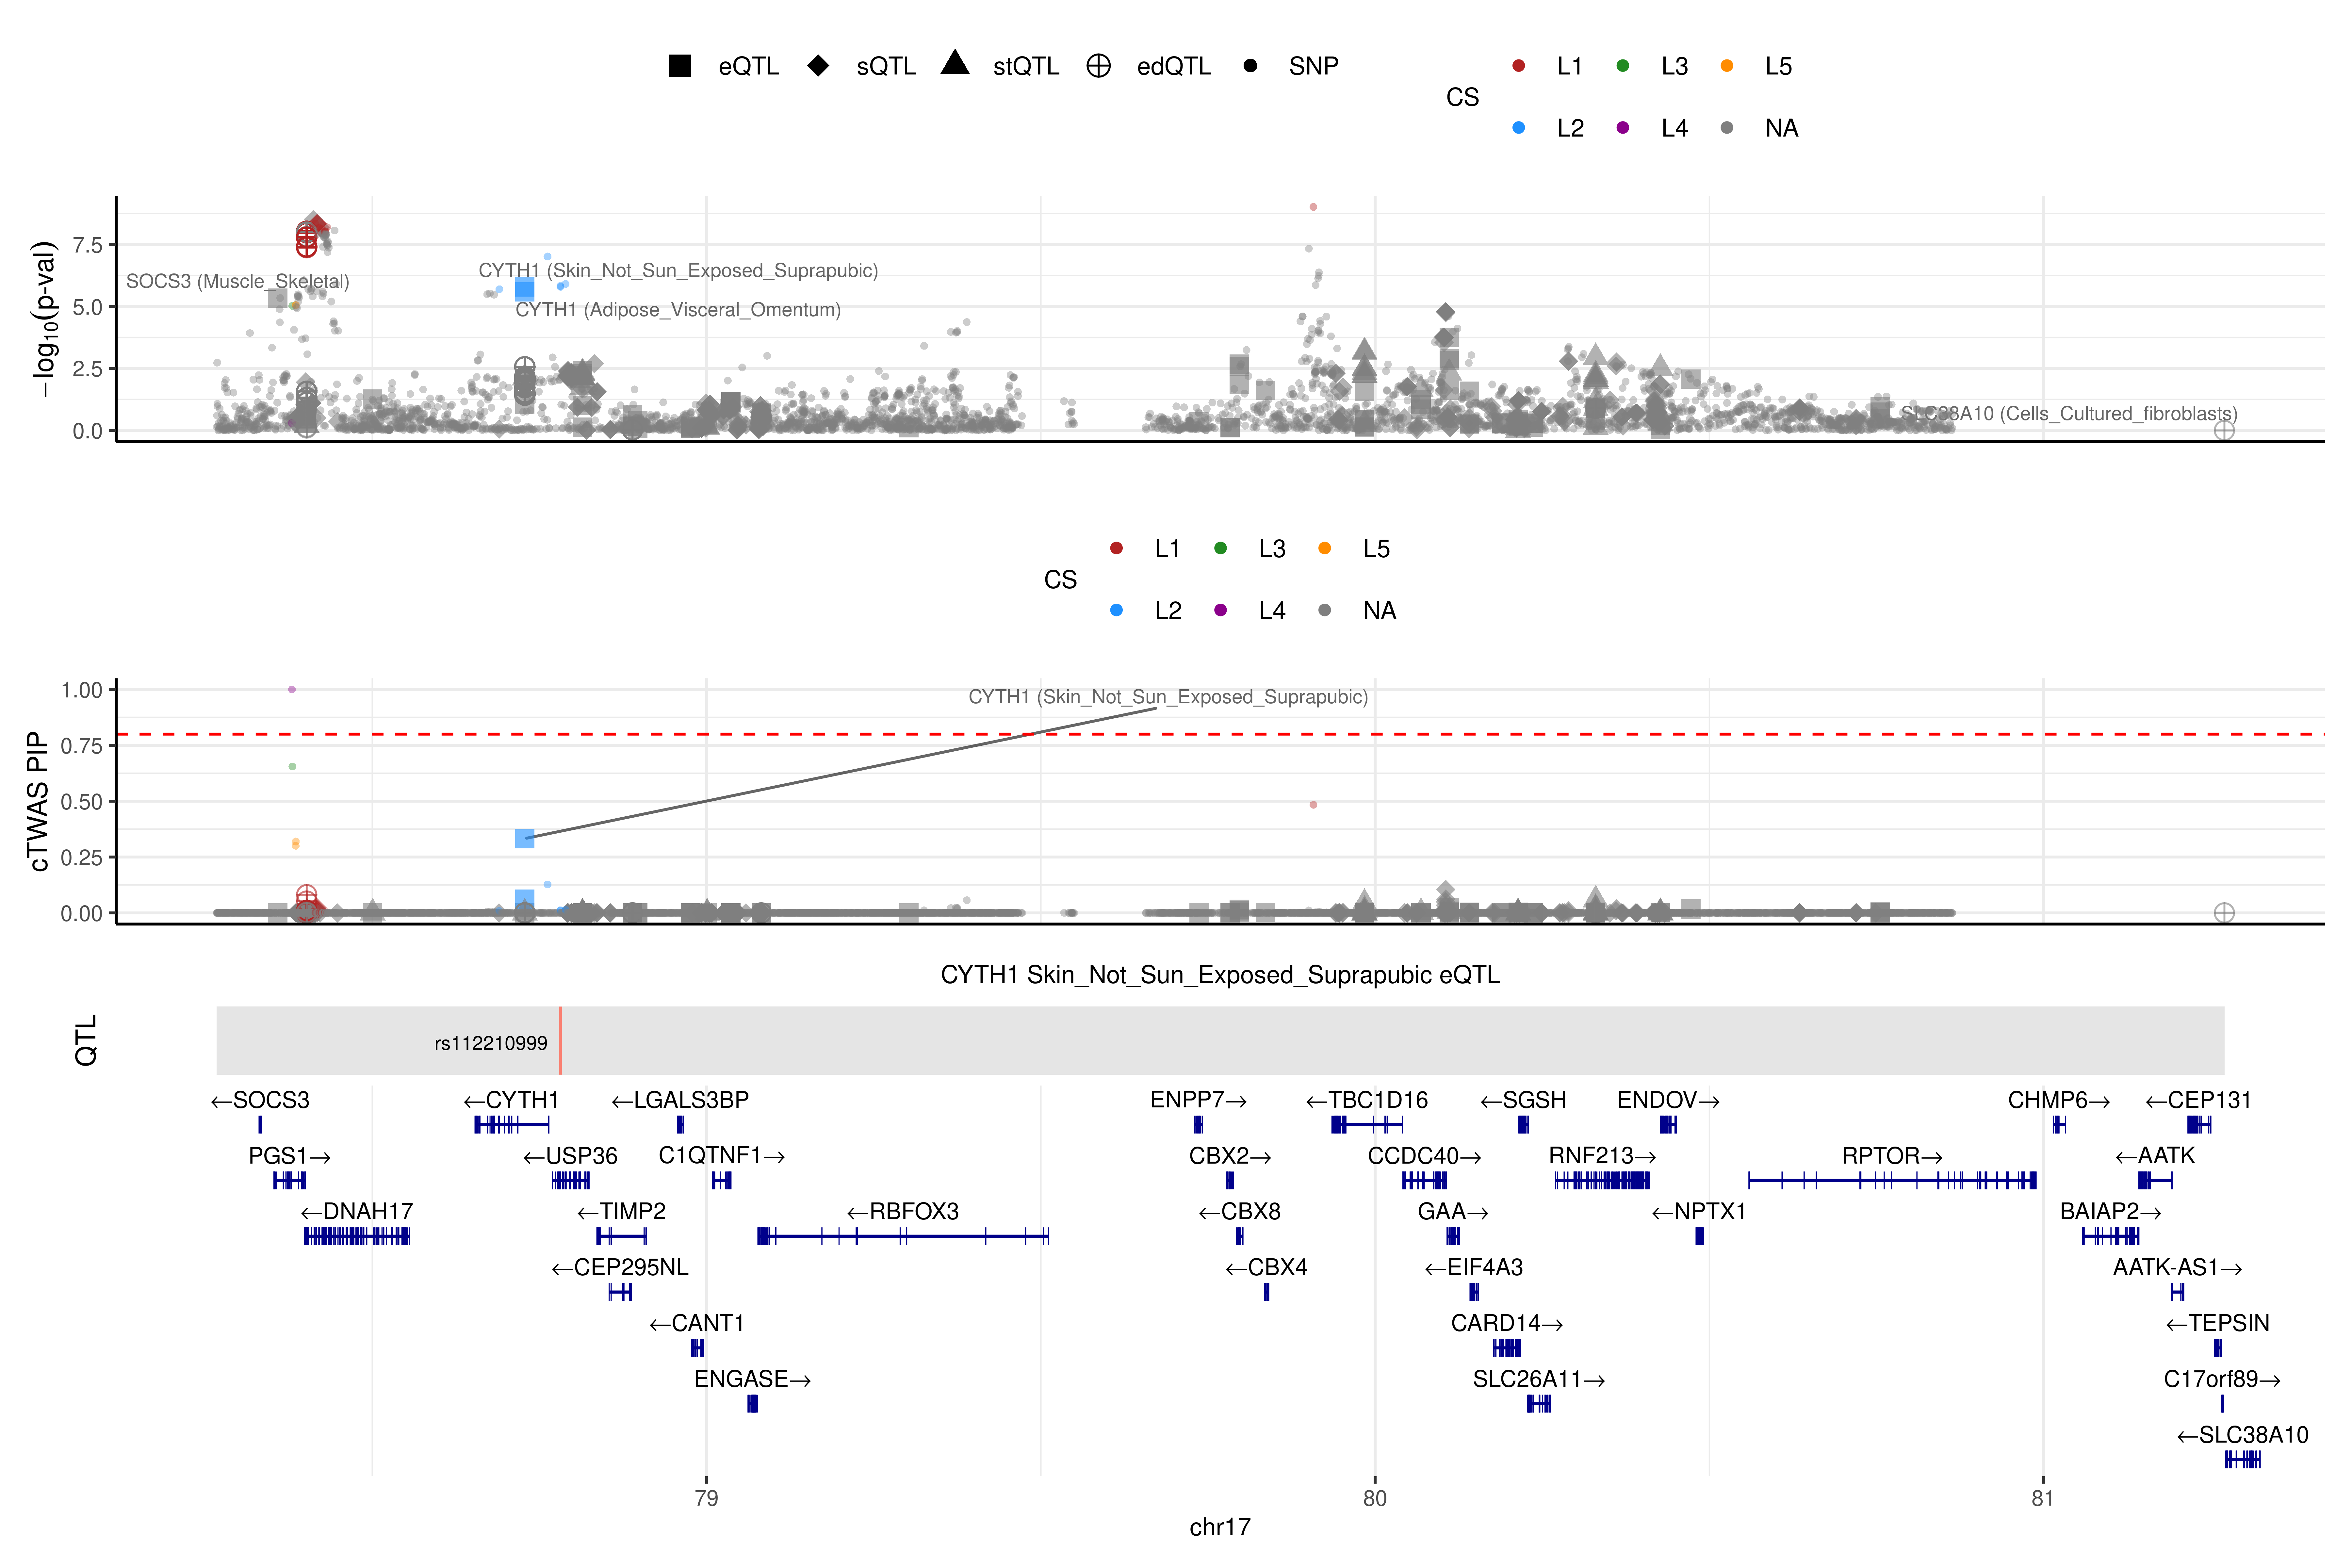 eQTL sQTL stQTL edQTL SNP
CS
L1 L3 L5
L2 L4 NA
−log10(p-val)
7.5
5.0
2.5
0.0
SOCS3 (Muscle_Skeletal)
CYTH1 (Skin_Not_Sun_Exposed_Suprapubic)
CYTH1 (Adipose_Visceral_Omentum)
SLC38A10 (Cells_Cultured_fibroblasts)
CS
L1 L3 L5
L2 L4 NA
cTWAS PIP
1.00
0.75
0.50
0.25
0.00
CYTH1 (Skin_Not_Sun_Exposed_Suprapubic)
CYTH1 Skin_Not_Sun_Exposed_Suprapubic eQTL
QTL
rs112210999
←SOCS3 ←CYTH1 ←LGALS3BP ENPP7→ ←TBC1D16 ←SGSH ENDOV→ CHMP6→ ←CEP131
PGS1→ ←USP36 C1QTNF1→ CBX2→ CCDC40→ RNF213→ RPTOR→ ←AATK
←DNAH17 ←TIMP2 ←RBFOX3 ←CBX8 GAA→ ←NPTX1 BAIAP2→
←CEP295NL ←CBX4 ←EIF4A3 AATK-AS1→
←CANT1 CARD14→ ←TEPSIN
ENGASE→ SLC26A11→ C17orf89→
←SLC38A10
79 80 81
chr17